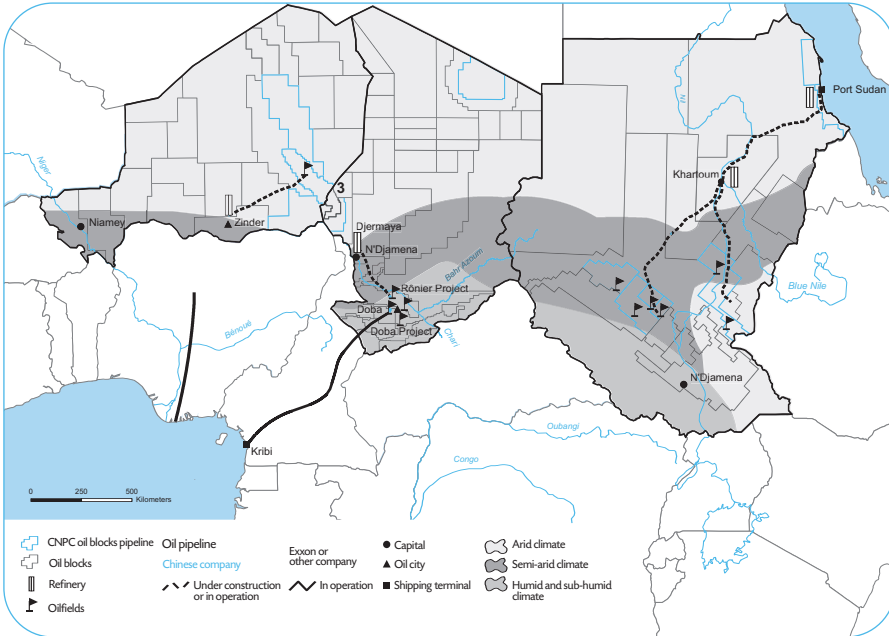 Port Sudan
Nil
Khartoum
Niger
3
Niamey
Zinder
Djermaya
N'Djamena
Bahr Azoum
Rônier Project
Blue Nile
Doba
Doba Project
Chari
Bénoué
N'Djamena
Oubangi
Kribi
Congo
0 250 500
Kilometers
CNPC oil blocks pipeline
Oil blocks
Refinery
Oilfields
Oil pipeline
Chinese company
Under construction
or in operation
Exxon or
other company
In operation
Capital
Oil city
Shipping terminal
Arid climate
Semi-arid climate
Humid and sub-humid
climate